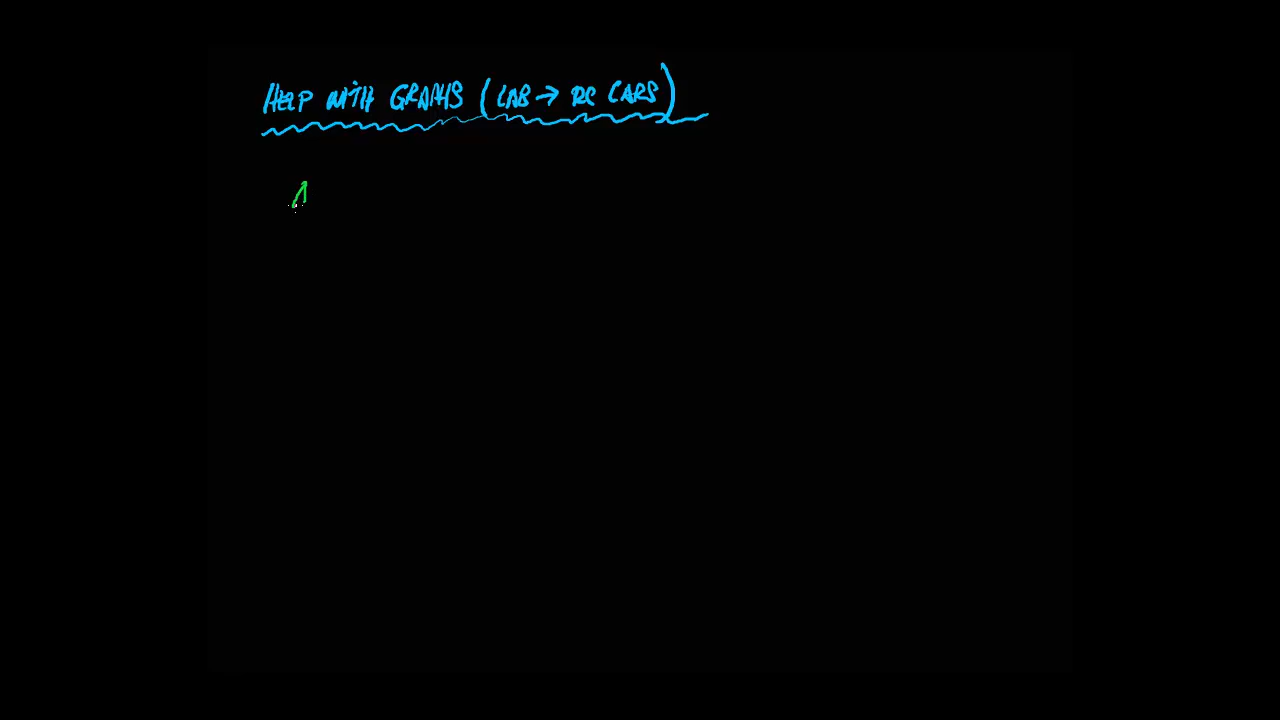 HELP WITH GRAPHS (LAB → RC CARS)